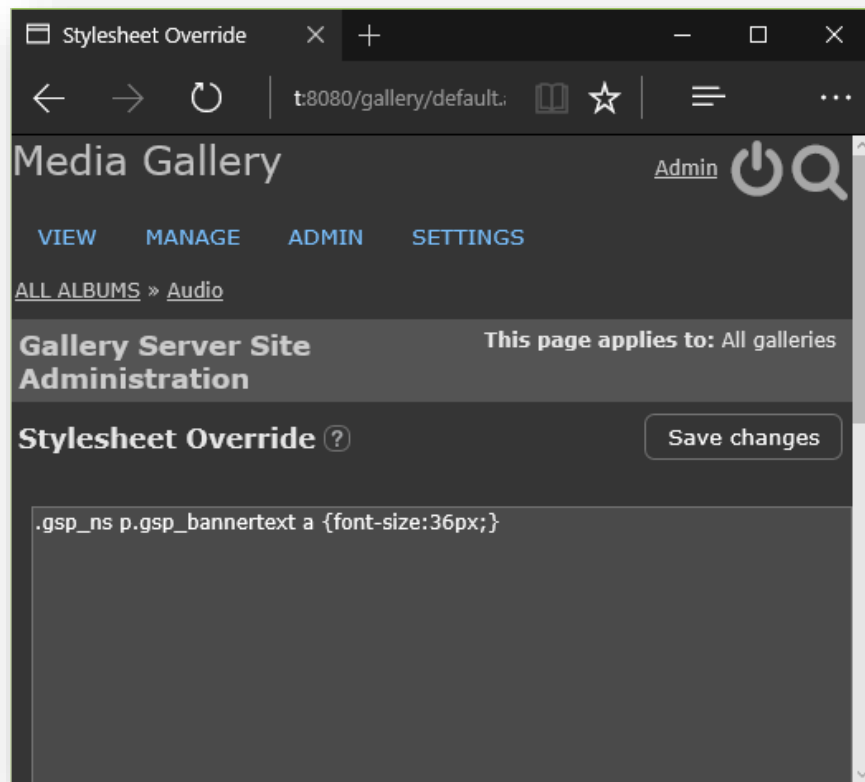 Stylesheet Override
t:8080/gallery/default.a
Media Gallery
Admin
VIEW MANAGE ADMIN SETTINGS
ALL ALBUMS » Audio
Gallery Server Site
Administration
This page applies to: All galleries
Stylesheet Override ?
Save changes
.gsp_ns p.gsp_bannertext a {font-size:36px;}